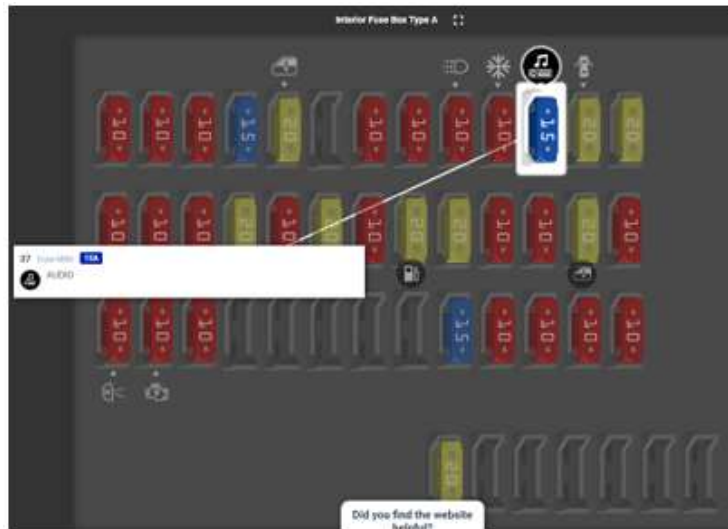 Interior Fuse Box Type A
10 10 10 15 20 10 10 10 10 15 20 20
10 10 10 20 10 20 10 20 20 10 10 20 10
37 15A
AUDIO
10 10 10 15 10 10 10 10
20
Did you find the website
helpful?